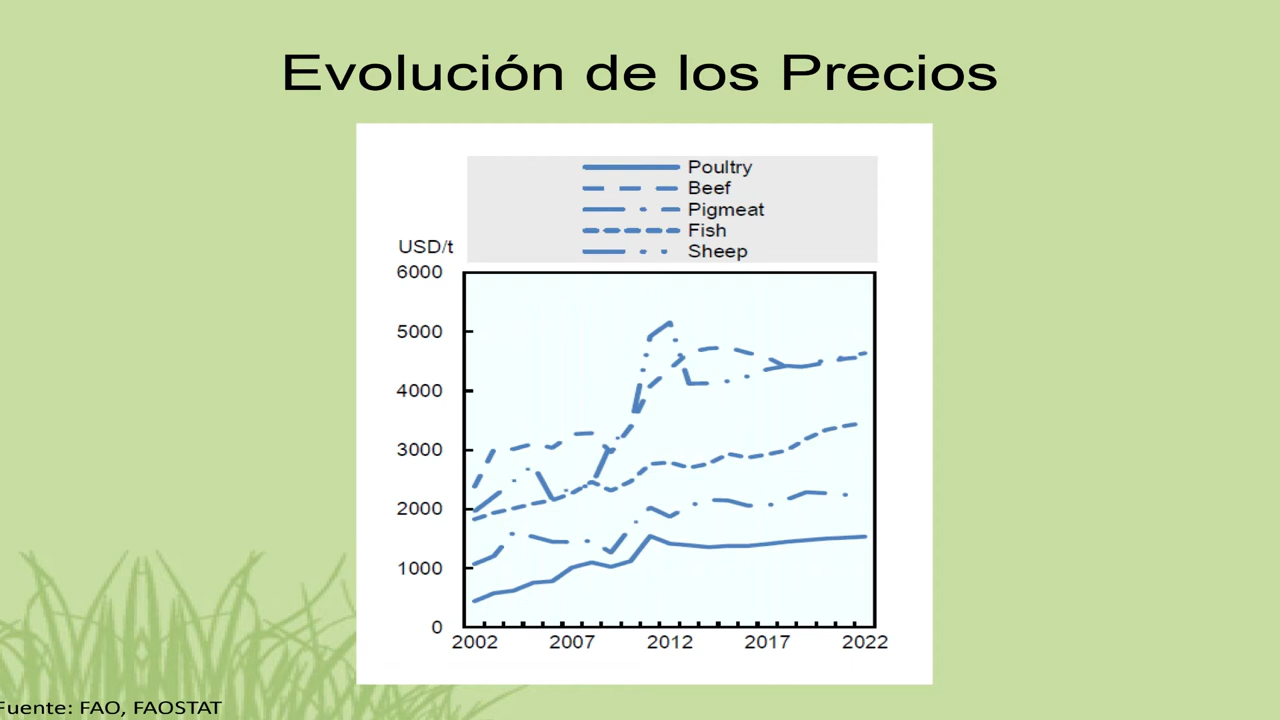 Evolución de los Precios
Poultry
Beef
Pigmeat
Fish
Sheep
USD/t
6000
5000
4000
3000
2000
1000
0
2002 2007 2012 2017 2022
Fuente: FAO, FAOSTAT